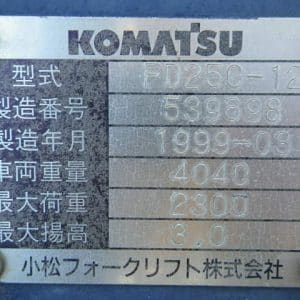 KOMATSU
型式 FD25C-12
製造番号 539698
製造年月 1999-03
車両重量 4040
最大荷重 2300
最大揚高 3.0
小松フォークリフト株式会社